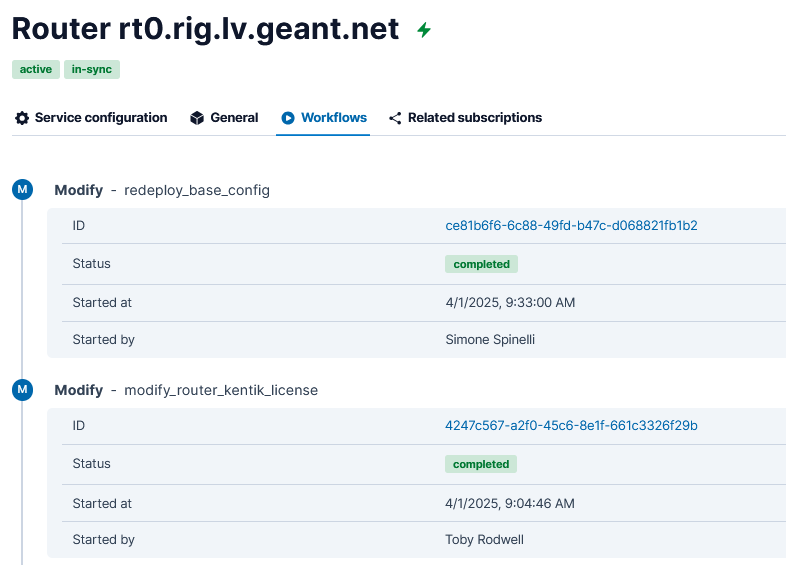 Router rt0.rig.lv.geant.net
active in-sync
Service configuration General Workflows Related subscriptions
M Modify - redeploy_base_config
ID ce81b6f6-6c88-49fd-b47c-d068821fb1b2
Status completed
Started at 4/1/2025, 9:33:00 AM
Started by Simone Spinelli
M Modify - modify_router_kentik_license
ID 4247c567-a2f0-45c6-8e1f-661c3326f29b
Status completed
Started at 4/1/2025, 9:04:46 AM
Started by Toby Rodwell